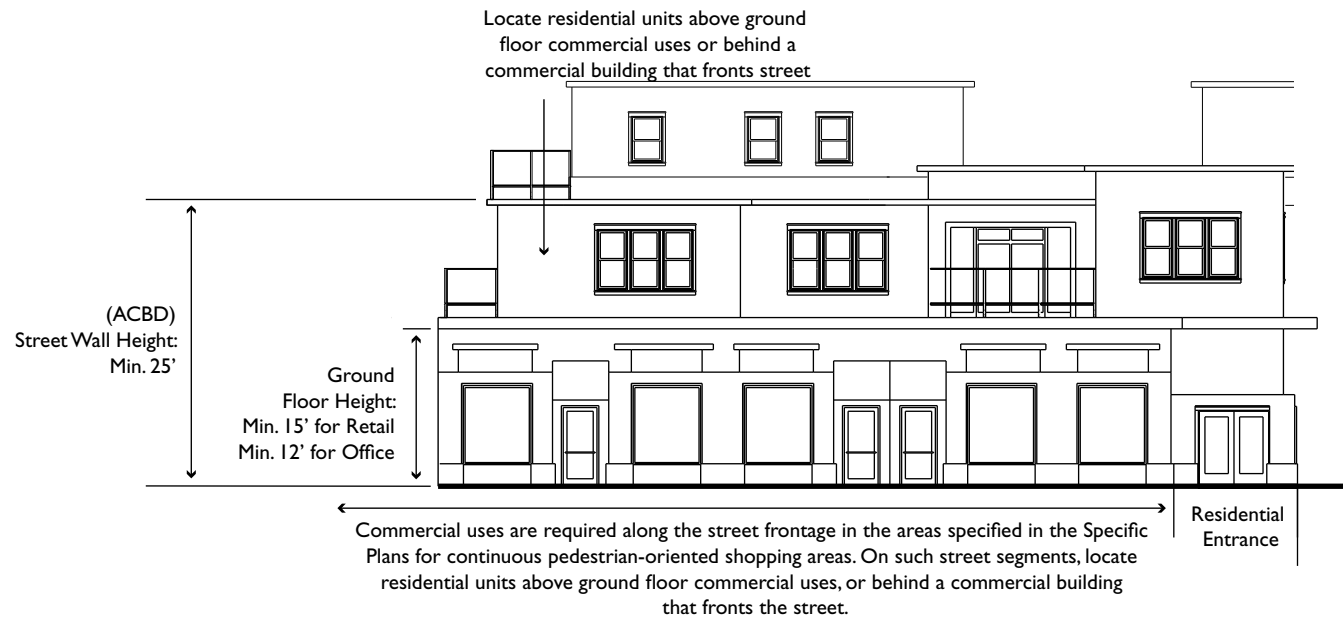 Locate residential units above ground
floor commercial uses or behind a
commercial building that fronts street
(ACBD)
Street Wall Height:
Min. 25’
Ground
Floor Height:
Min. 15’ for Retail
Min. 12’ for Office
Commercial uses are required along the street frontage in the areas specified in the Specific
Plans for continuous pedestrian-oriented shopping areas. On such street segments, locate
residential units above ground floor commercial uses, or behind a commercial building
that fronts the street.
Residential
Entrance